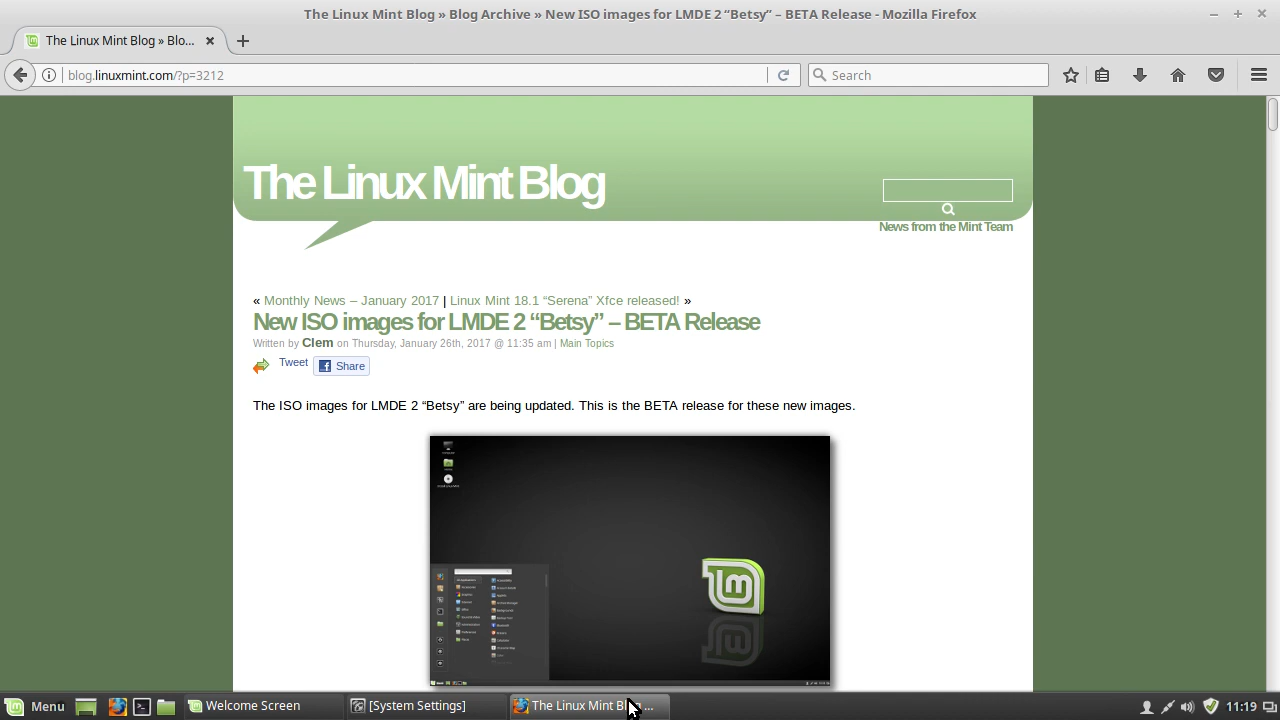 The Linux Mint Blog » Blog Archive » New ISO images for LMDE 2 “Betsy” – BETA Release - Mozilla Firefox
The Linux Mint Blog » Blo...
blog.linuxmint.com/?p=3212
Search
The Linux Mint Blog
News from the Mint Team
« Monthly News – January 2017 | Linux Mint 18.1 “Serena” Xfce released! »
New ISO images for LMDE 2 “Betsy” – BETA Release
Written by Clem on Thursday, January 26th, 2017 @ 11:35 am | Main Topics
Tweet
Share
The ISO images for LMDE 2 “Betsy” are being updated. This is the BETA release for these new images.
Menu
Welcome Screen
[System Settings]
The Linux Mint Blog ...
11:19